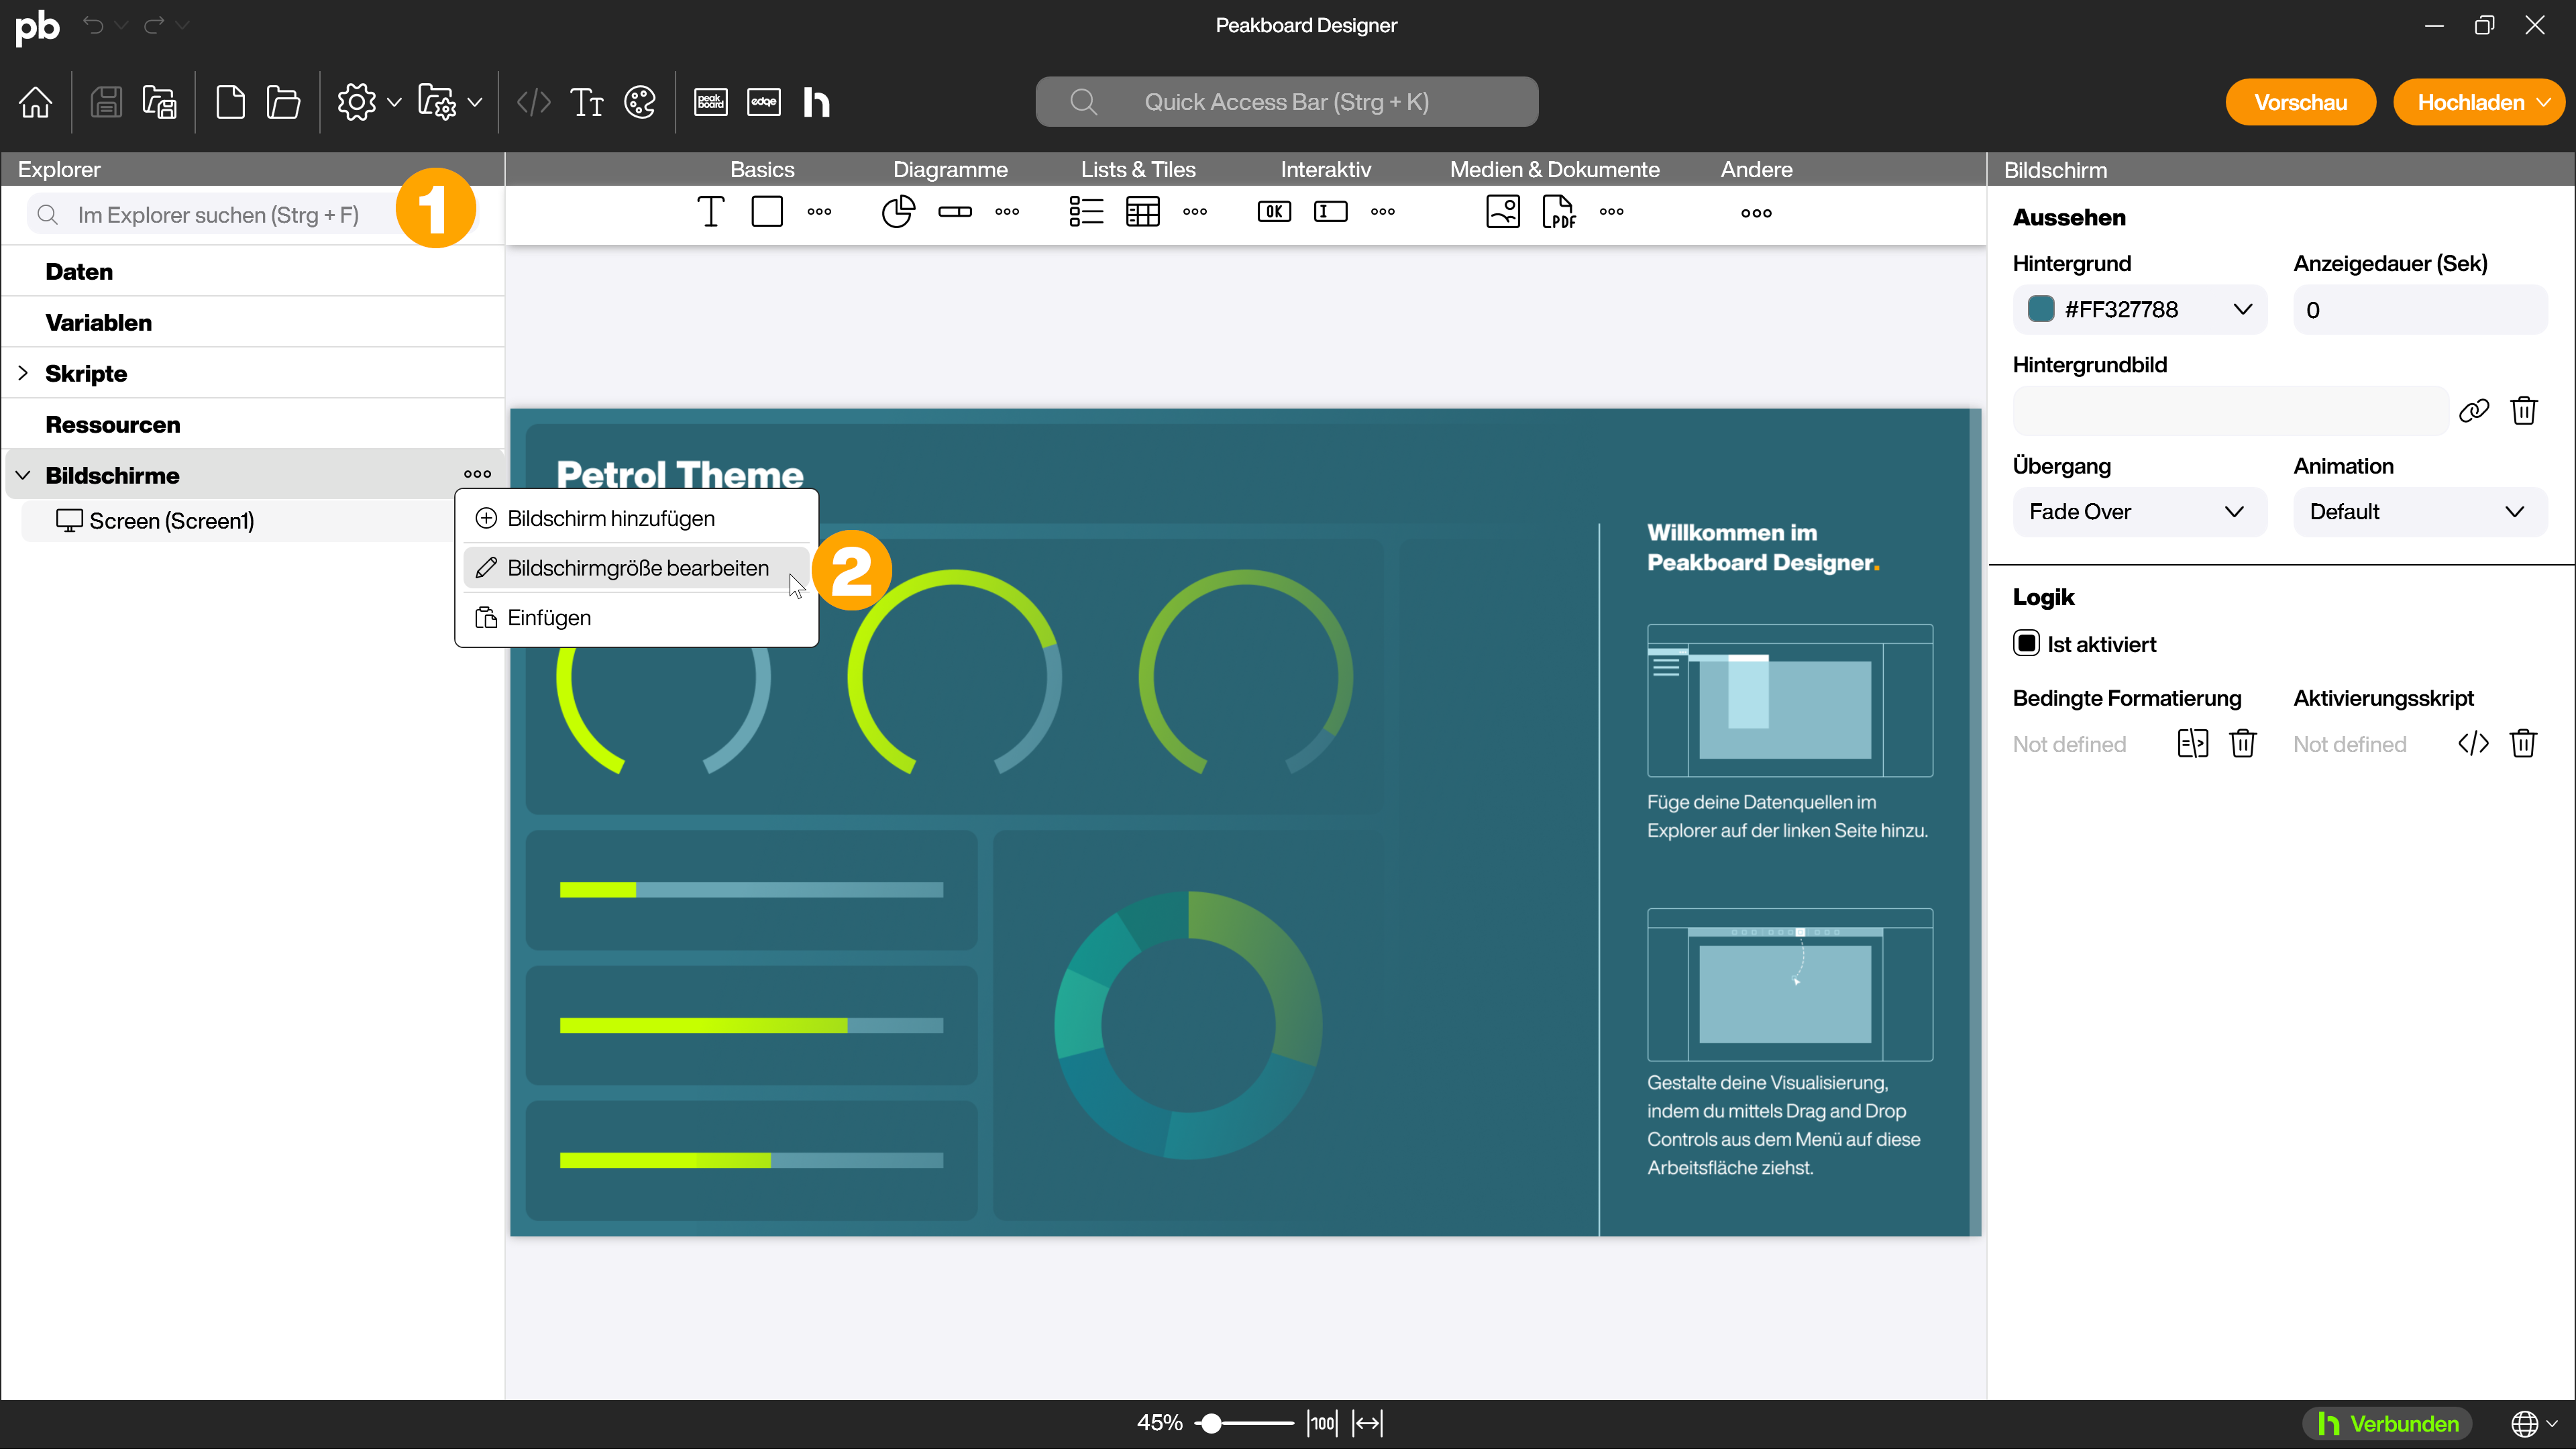 pb
Peakboard Designer
peak
board
edge
h
Quick Access Bar (Strg + K)
Vorschau
Hochladen
Explorer
Basics
Diagramme
Lists & Tiles
Interaktiv
Medien & Dokumente
Andere
Bildschirm
Im Explorer suchen (Strg + F)
1
OK
PDF
Aussehen
Daten
Hintergrund
Anzeigedauer (Sek)
#FF327788
0
Variablen
Hintergrundbild
Skripte
Ressourcen
Übergang
Animation
Bildschirme
Petrol Theme
Fade Over
Default
Screen (Screen1)
Bildschirm hinzufügen
Bildschirmgröße bearbeiten
2
Einfügen
Willkommen im
Peakboard Designer.
Logik
Ist aktiviert
Bedingte Formatierung
Aktivierungsskript
Not defined
Not defined
Füge deine Datenquellen im
Explorer auf der linken Seite hinzu.
Gestalte deine Visualisierung,
indem du mittels Drag and Drop
Controls aus dem Menü auf diese
Arbeitsfläche ziehst.
45%
100
h Verbunden